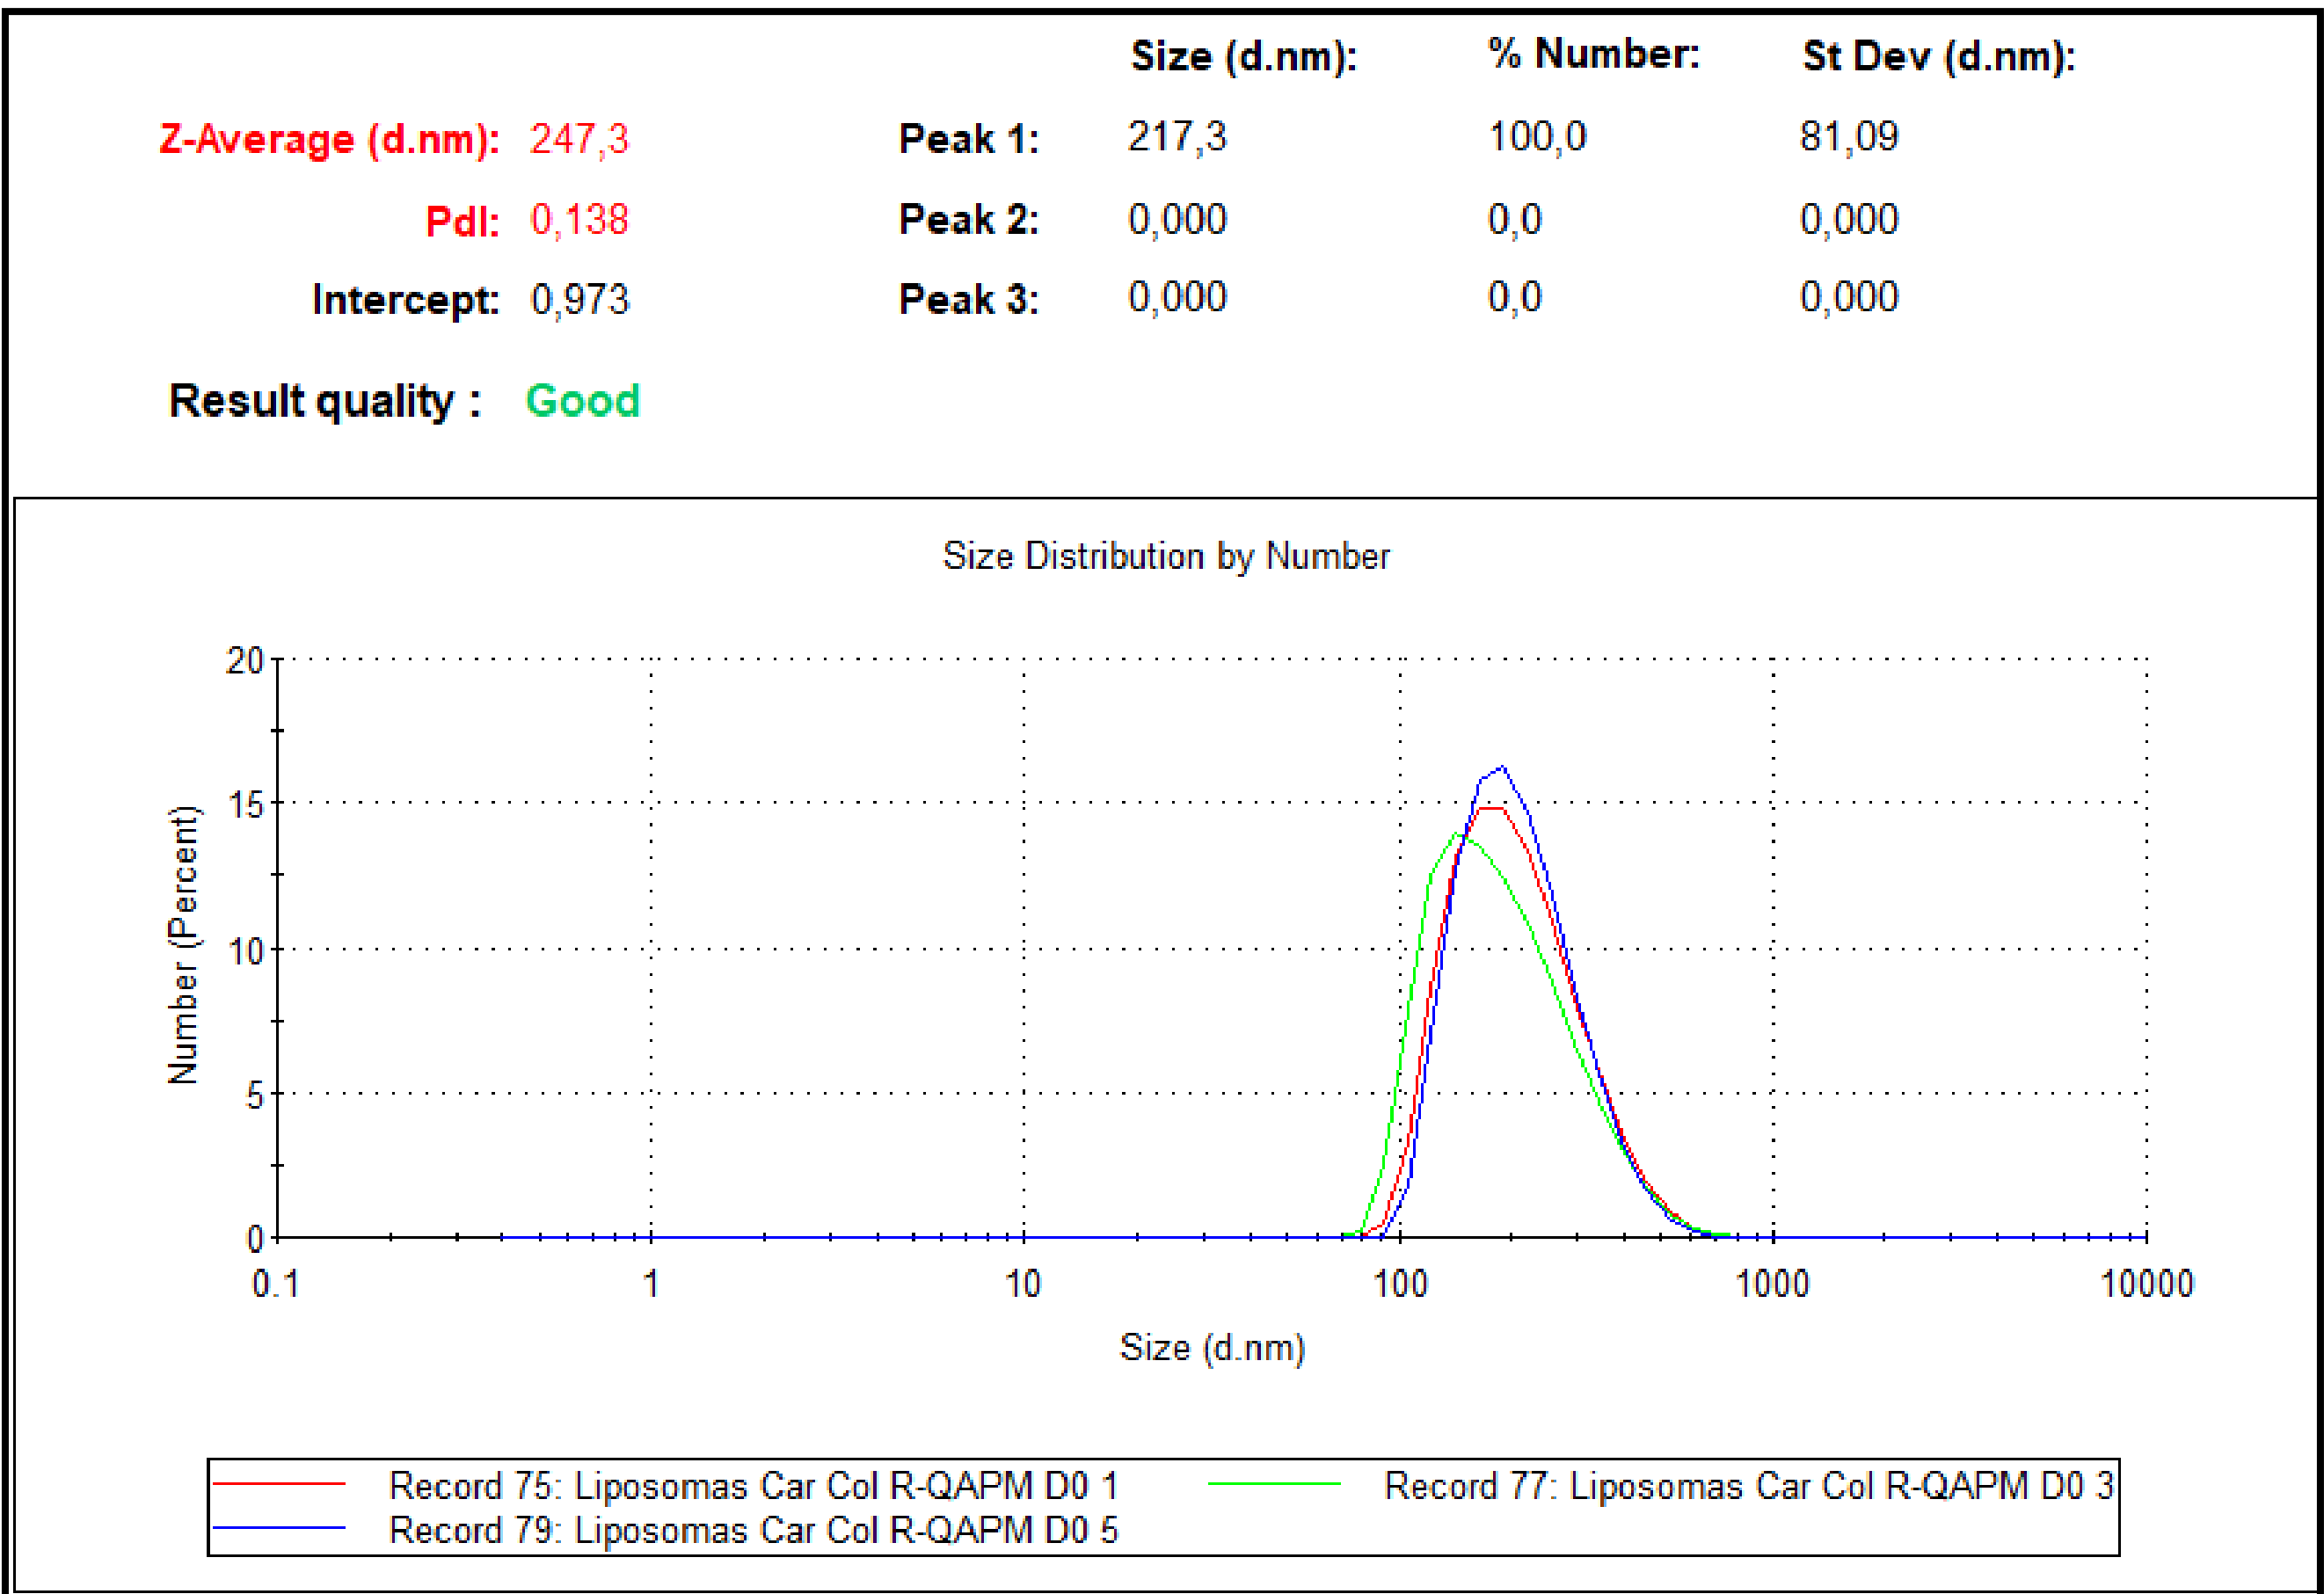 Size (d.nm): % Number: St Dev (d.nm):
Z-Average (d.nm): 247,3 Peak 1: 217,3 100,0 81,09
PdI: 0,138 Peak 2: 0,000 0,0 0,000
Intercept: 0,973 Peak 3: 0,000 0,0 0,000
Result quality : Good
Size Distribution by Number
20
15
10
5
0
Number (Percent)
0.1 1 10 100 1000 10000
Size (d.nm)
Record 75: Liposomas Car Col R-QAPM D0 1 Record 77: Liposomas Car Col R-QAPM D0 3
Record 79: Liposomas Car Col R-QAPM D0 5